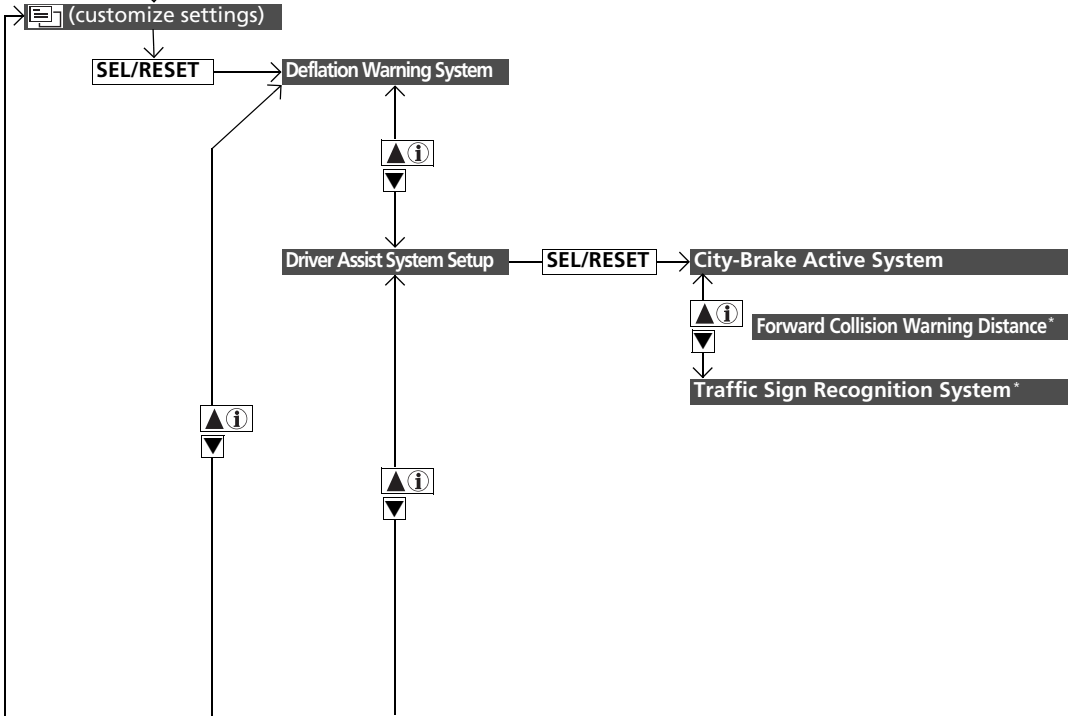 (customize settings)
SEL/RESET
Deflation Warning System
▲ⓘ
▼
Driver Assist System Setup
SEL/RESET
City-Brake Active System
▲ⓘ
▼
Forward Collision Warning Distance*
Traffic Sign Recognition System*
▲ⓘ
▼
▲ⓘ
▼